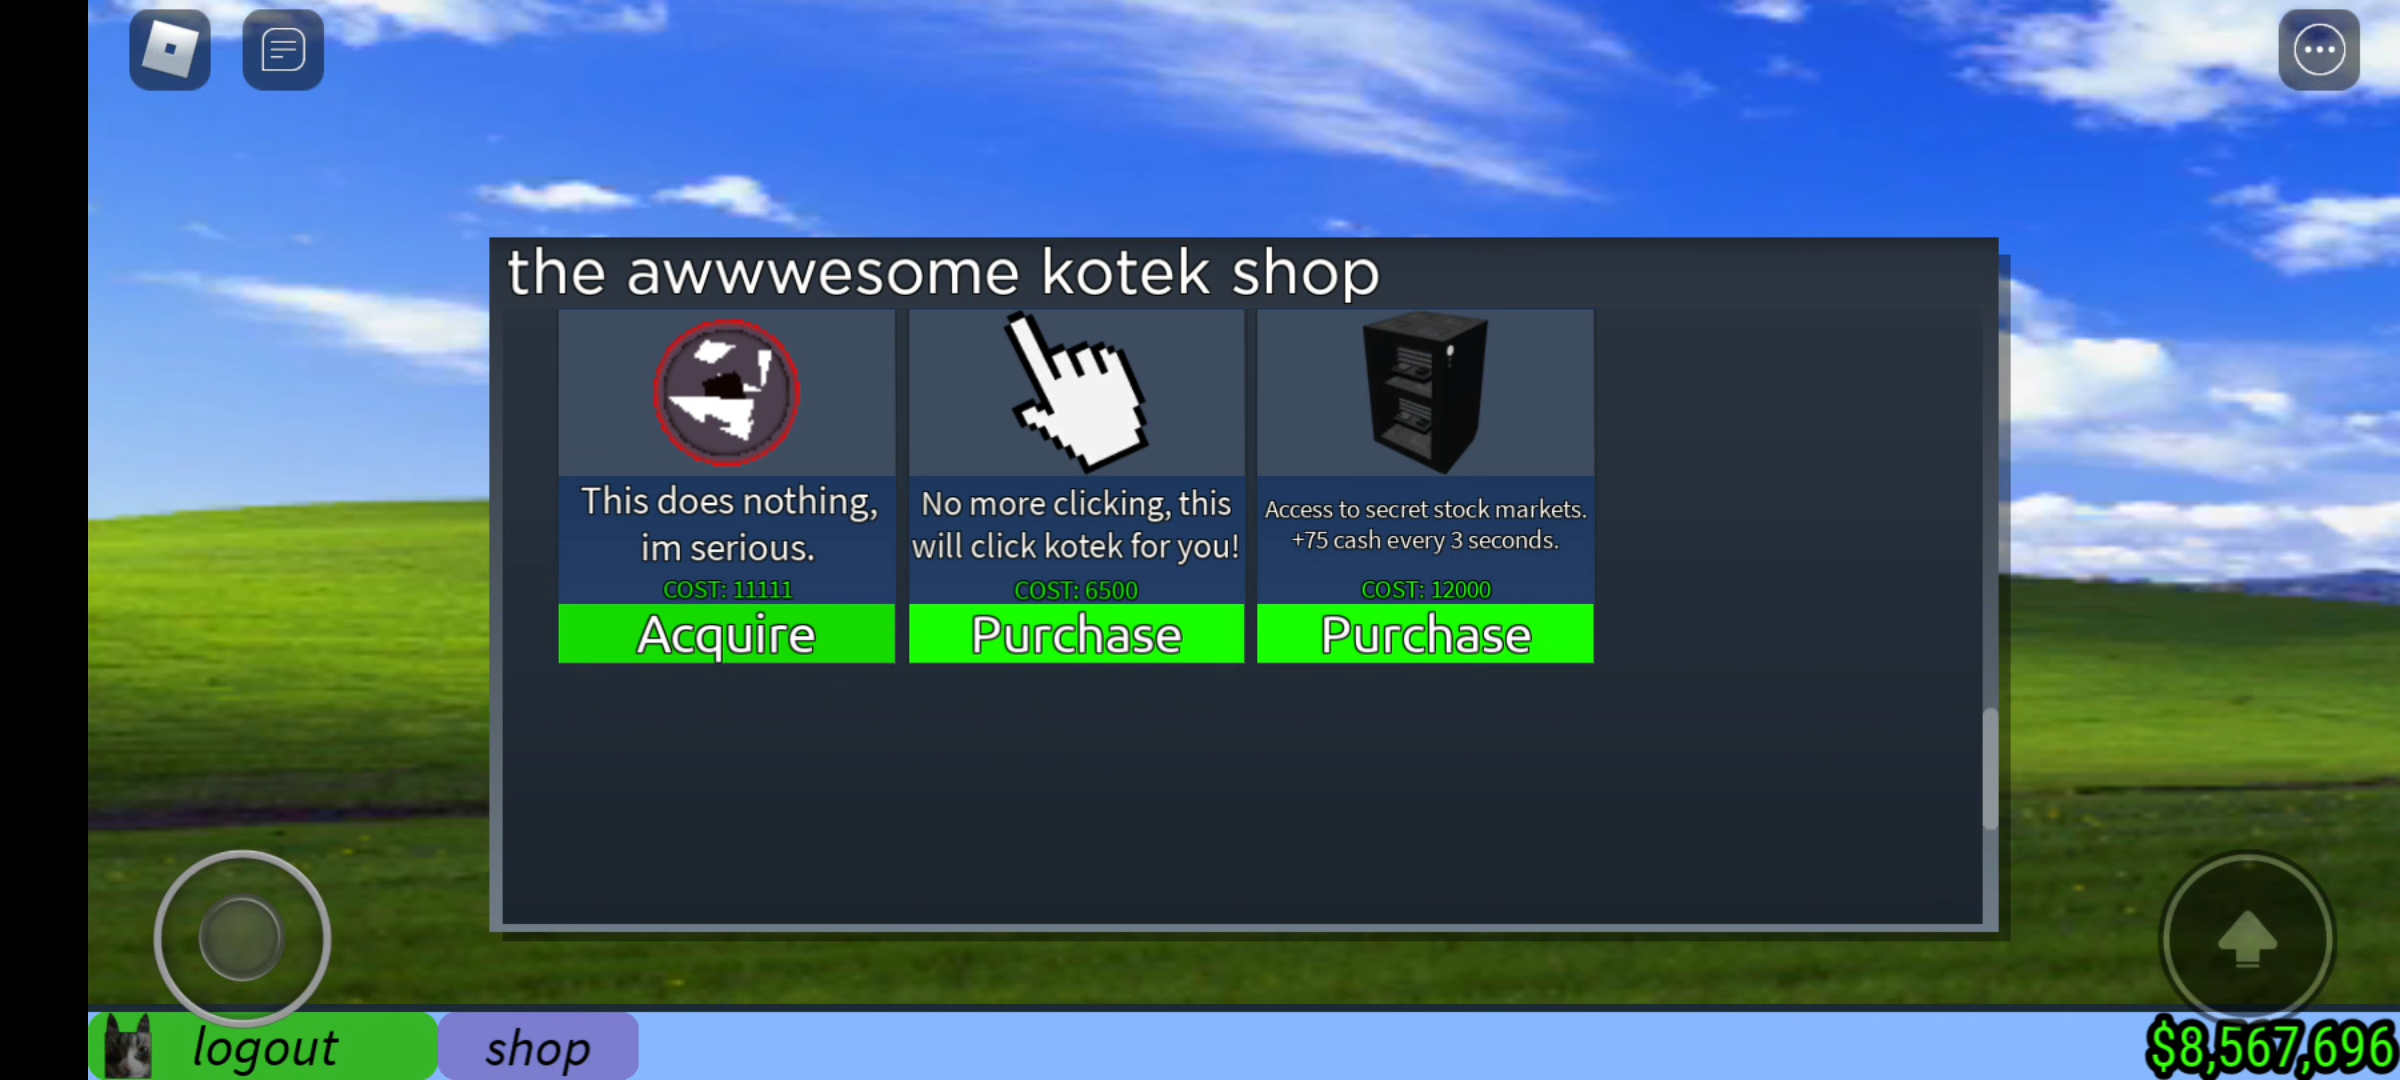 the awwwesome kotek shop
This does nothing,
im serious.
COST: 11111
Acquire
No more clicking, this
will click kotek for you!
COST: 6500
Purchase
Access to secret stock markets.
+75 cash every 3 seconds.
COST: 12000
Purchase
logout
shop
$8,567,696